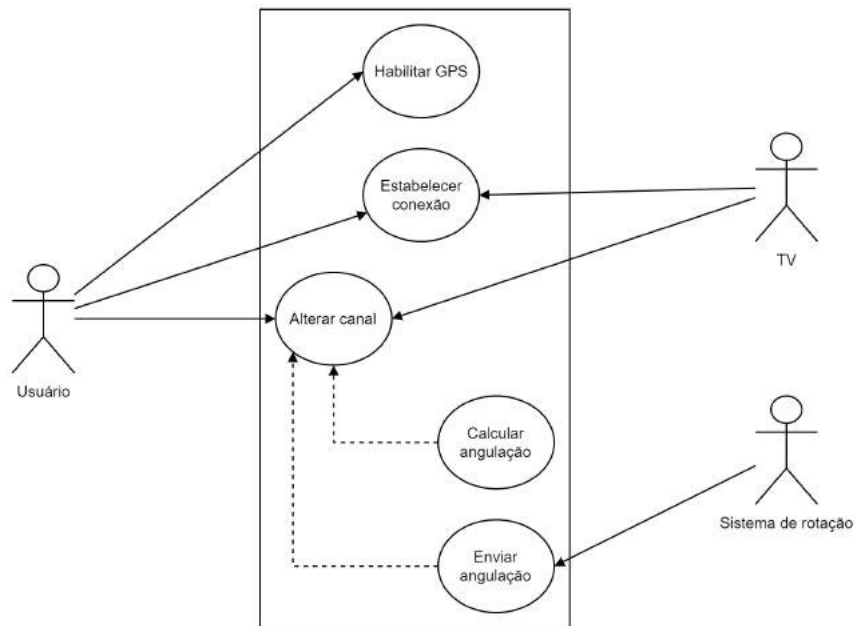 Habilitar GPS
Estabelecer
conexão
TV
Alterar canal
Usuário
Calcular
angulação
Sistema de rotação
Enviar
angulação